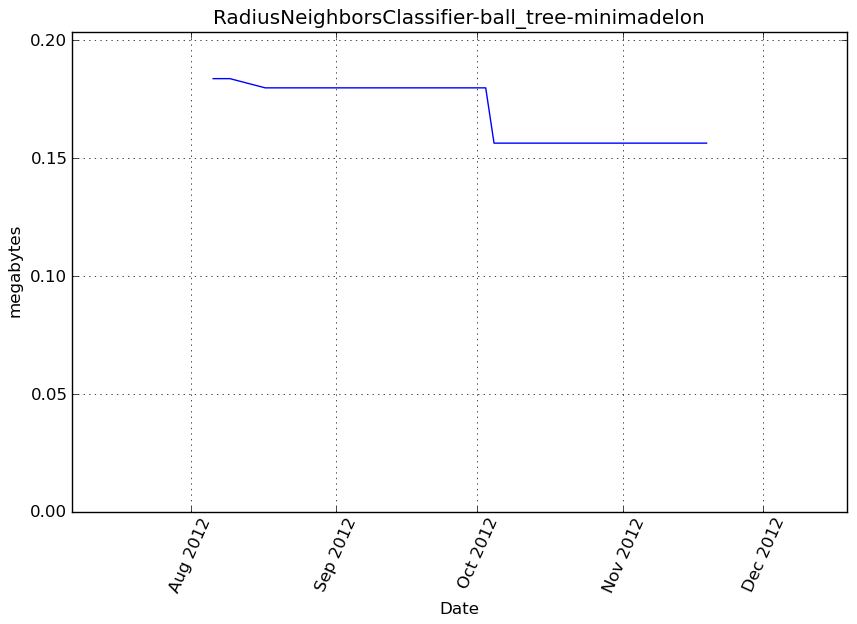 RadiusNeighborsClassifier-ball_tree-minimadelon
0.20
0.15
0.10
0.05
0.00
megabytes
Aug 2012
Sep 2012
Oct 2012
Nov 2012
Dec 2012
Date